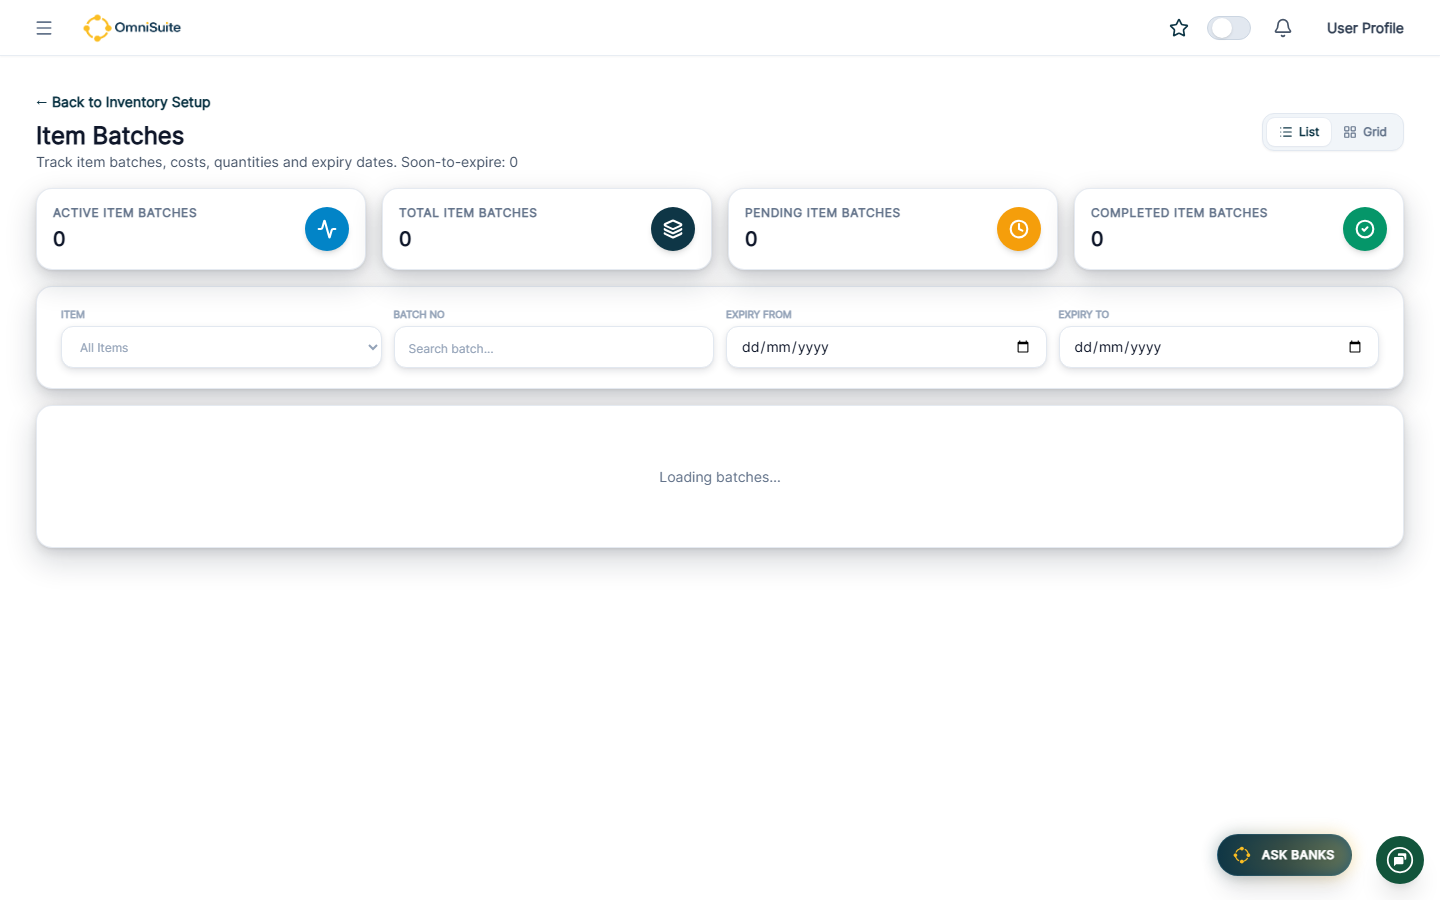 OmniSuite
User Profile
← Back to Inventory Setup
Item Batches
Track item batches, costs, quantities and expiry dates. Soon-to-expire: 0
List
Grid
ACTIVE ITEM BATCHES
0
TOTAL ITEM BATCHES
0
PENDING ITEM BATCHES
0
COMPLETED ITEM BATCHES
0
ITEM
All Items
BATCH NO
Search batch...
EXPIRY FROM
dd/mm/yyyy
EXPIRY TO
dd/mm/yyyy
Loading batches...
ASK BANKS